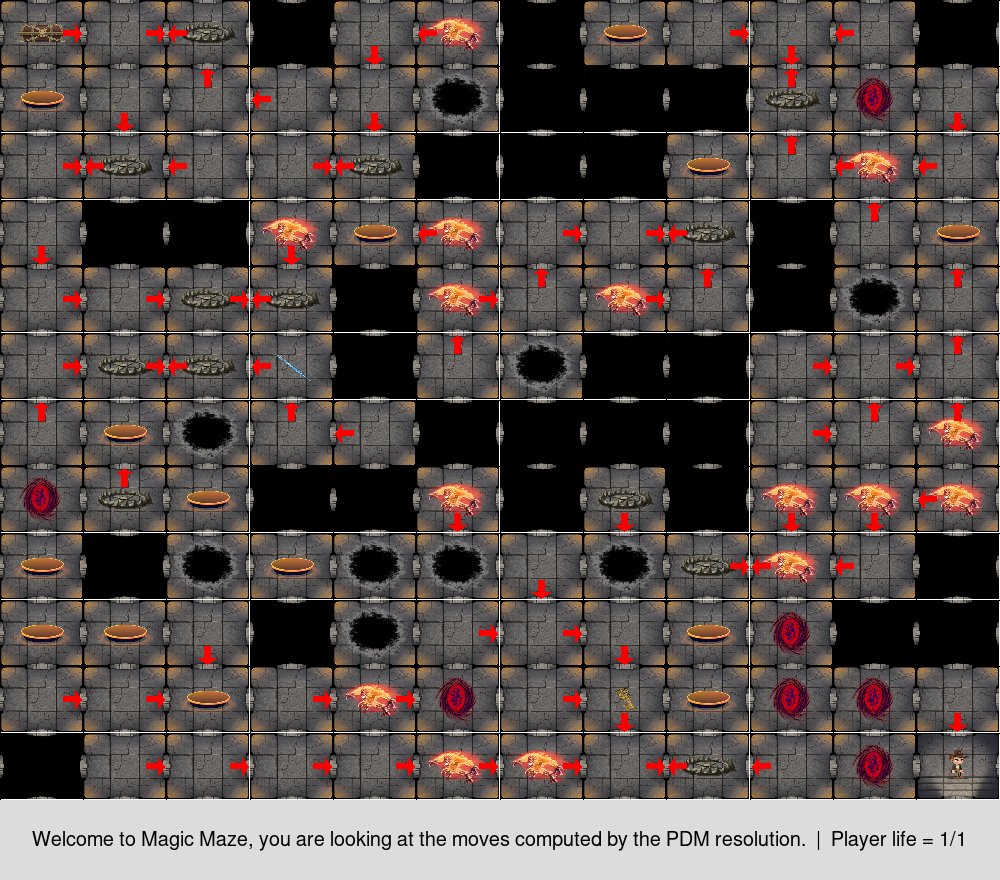 Welcome to Magic Maze, you are looking at the moves computed by the PDM resolution.  |  Player life = 1/1